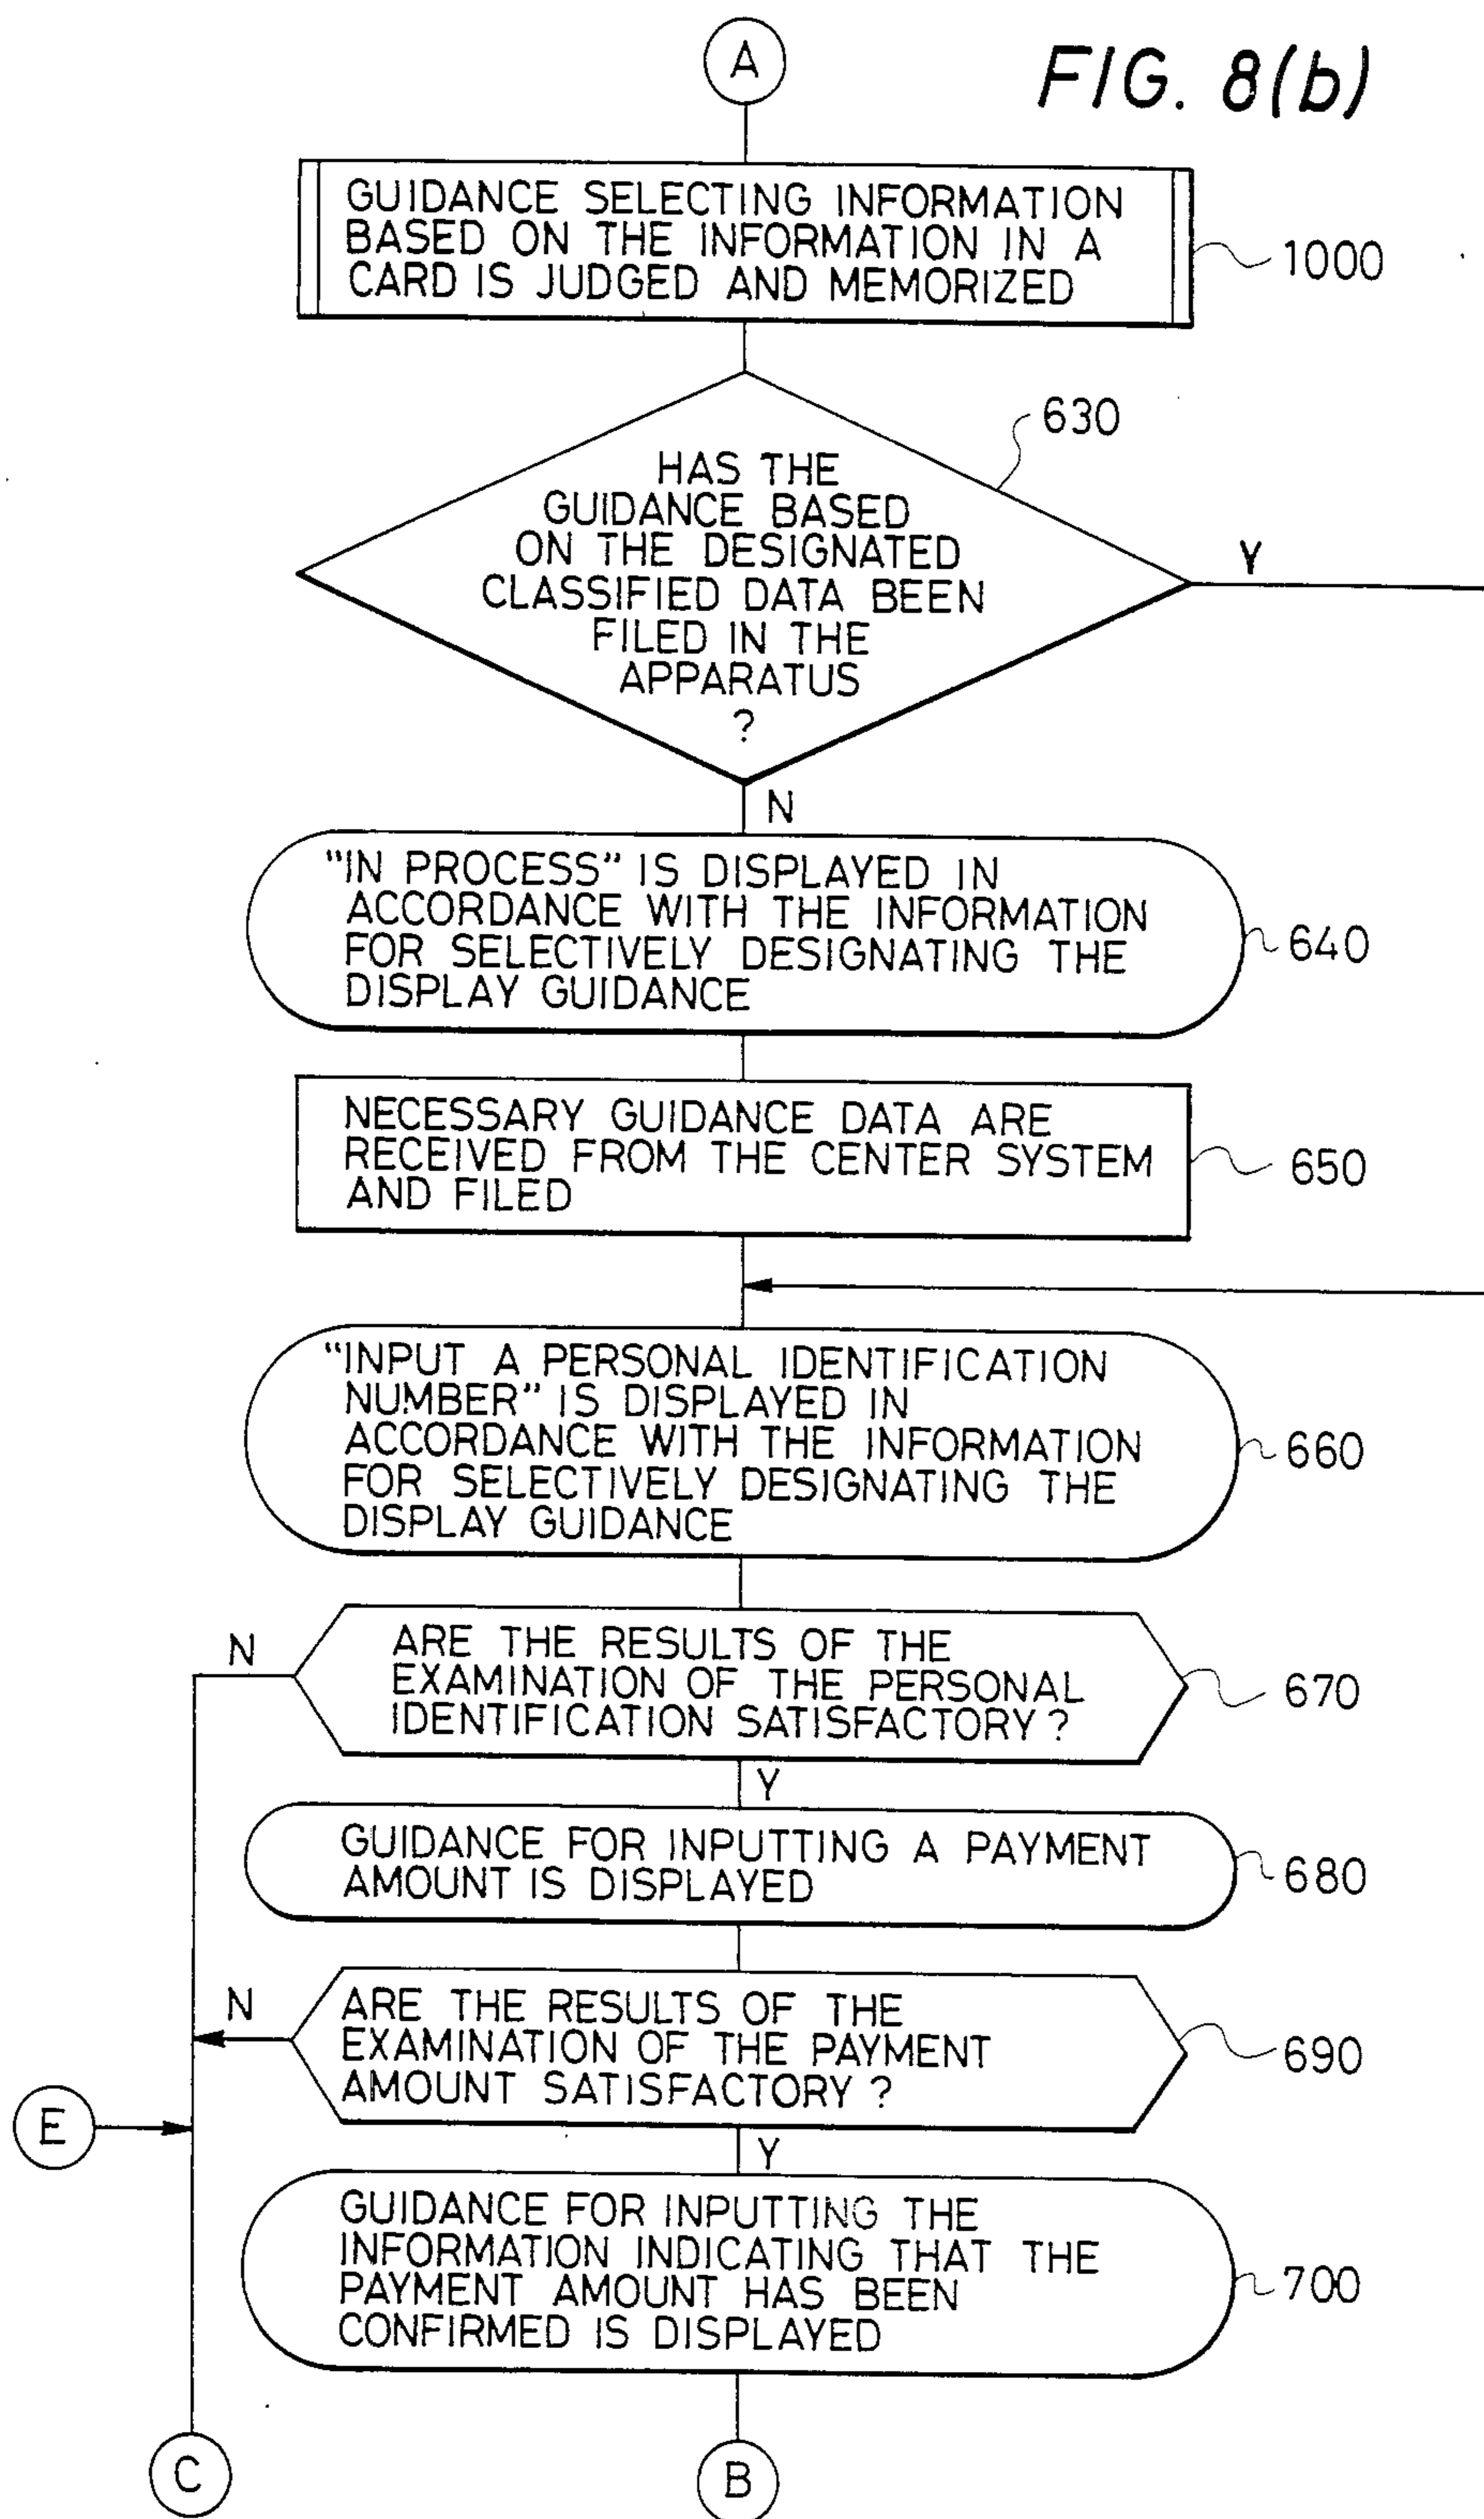 A
FIG. 8(b)
GUIDANCE SELECTING INFORMATION
BASED ON THE INFORMATION IN A
CARD IS JUDGED AND MEMORIZED
1000
630
HAS THE
GUIDANCE BASED
ON THE DESIGNATED
CLASSIFIED DATA BEEN
FILED IN THE
APPARATUS
?
Y
N
"IN PROCESS" IS DISPLAYED IN
ACCORDANCE WITH THE INFORMATION
FOR SELECTIVELY DESIGNATING THE
DISPLAY GUIDANCE
640
NECESSARY GUIDANCE DATA ARE
RECEIVED FROM THE CENTER SYSTEM
AND FILED
650
"INPUT A PERSONAL IDENTIFICATION
NUMBER" IS DISPLAYED IN
ACCORDANCE WITH THE INFORMATION
FOR SELECTIVELY DESIGNATING THE
DISPLAY GUIDANCE
660
N
ARE THE RESULTS OF THE
EXAMINATION OF THE PERSONAL
IDENTIFICATION SATISFACTORY ?
670
Y
GUIDANCE FOR INPUTTING A PAYMENT
AMOUNT IS DISPLAYED
680
N
ARE THE RESULTS OF THE
EXAMINATION OF THE PAYMENT
AMOUNT SATISFACTORY ?
690
E
Y
GUIDANCE FOR INPUTTING THE
INFORMATION INDICATING THAT THE
PAYMENT AMOUNT HAS BEEN
CONFIRMED IS DISPLAYED
700
C
B